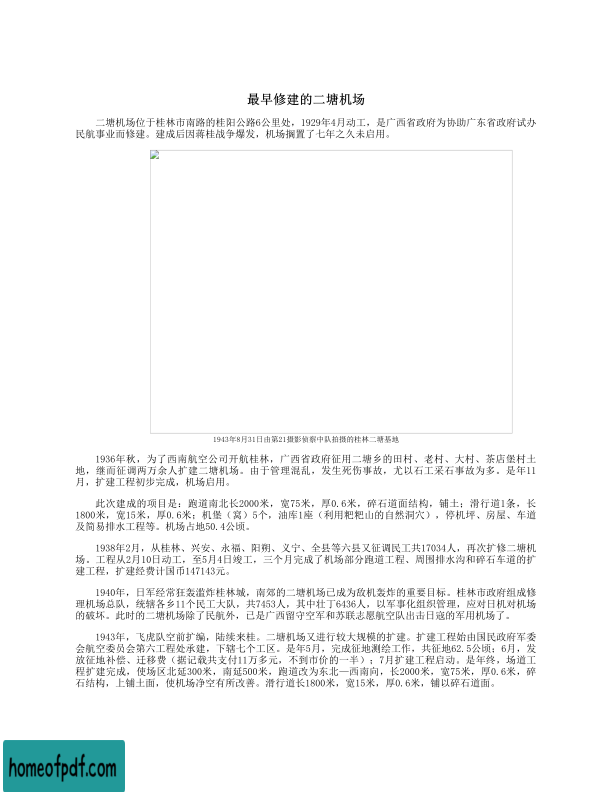 最早修建的二塘机场
二塘机场位于桂林市南路的桂阳公路6公里处，1929年4月动工，是广西省政府为协助广东省政府试办
民航事业而修建。建成后因蒋桂战争爆发，机场搁置了七年之久未启用。
1943年8月31日由第21摄影侦察中队拍摄的桂林二塘基地
1936年秋，为了西南航空公司开航桂林，广西省政府征用二塘乡的田村、老村、大村、茶店堡村土
地，继而征调两万余人扩建二塘机场。由于管理混乱，发生死伤事故，尤以石工采石事故为多。是年11
月，扩建工程初步完成，机场启用。
此次建成的项目是：跑道南北长2000米，宽75米，厚0.6米，碎石道面结构，铺土；滑行道1条，长
1800米，宽15米，厚0.6米；机堡（窝）5个，油库1座（利用粑粑山的自然洞穴），停机坪、房屋、车道
及简易排水工程等。机场占地50.4公顷。
1938年2月，从桂林、兴安、永福、阳朔、义宁、全县等六县又征调民工共17034人，再次扩修二塘机
场。工程从2月10日动工，至5月4日竣工，三个月完成了机场部分跑道工程、周围排水沟和碎石车道的扩
建工程，扩建经费计国币147143元。
1940年，日军经常狂轰滥炸桂林城，南郊的二塘机场已成为敌机轰炸的重要目标。桂林市政府组成修
理机场总队，统辖各乡11个民工大队，共7453人，其中壮丁6436人，以军事化组织管理，应对日机对机场
的破坏。此时的二塘机场除了民航外，已是广西留守空军和苏联志愿航空队出击日寇的军用机场了。
1943年，飞虎队空前扩编，陆续来桂。二塘机场又进行较大规模的扩建。扩建工程始由国民政府军委
会航空委员会第六工程处承建，下辖七个工区。是年5月，完成征地测绘工作，共征地62.5公顷；6月，发
放征地补偿、迁移费（据记载共支付11万多元，不到市价的一半）；7月扩建工程启动。是年终，场道工
程扩建完成，使场区北延300米，南延500米，跑道改为东北—西南向，长2000米，宽75米，厚0.6米，碎
石结构，上铺土面，使机场净空有所改善。滑行道长1800米，宽15米，厚0.6米，铺以碎石道面。
homeofpdf.com